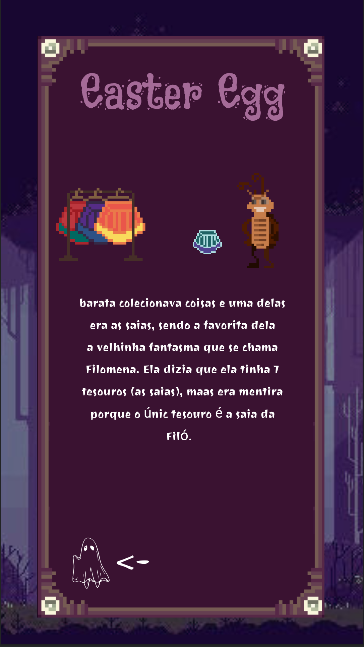 Easter Egg
barata colecionava coisas e uma delas
era as saias, sendo a favorita dela
a velhinha fantasma que se chama
Filomena. Ela dizia que ela tinha 7
tesouros (as saias), maas era mentira
porque o únic tesouro é a saia da
Filó.
<-